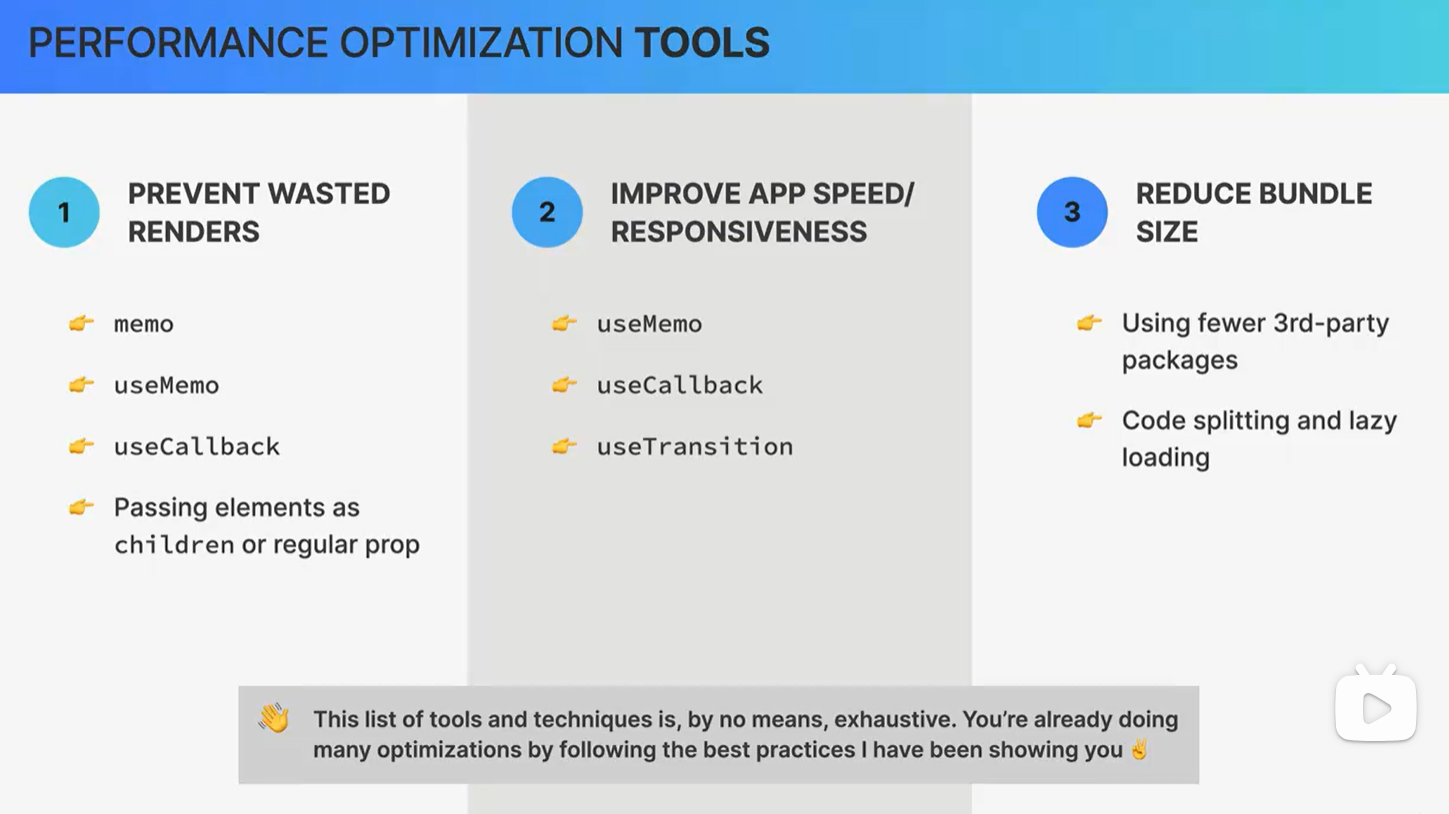 PERFORMANCE OPTIMIZATION TOOLS
1
PREVENT WASTED
RENDERS
👉 memo
👉 useMemo
👉 useCallback
👉 Passing elements as
children or regular prop
2
IMPROVE APP SPEED/
RESPONSIVENESS
👉 useMemo
👉 useCallback
👉 useTransition
3
REDUCE BUNDLE
SIZE
👉 Using fewer 3rd-party
packages
👉 Code splitting and lazy
loading
👋 This list of tools and techniques is, by no means, exhaustive. You’re already doing
many optimizations by following the best practices I have been showing you ✌️